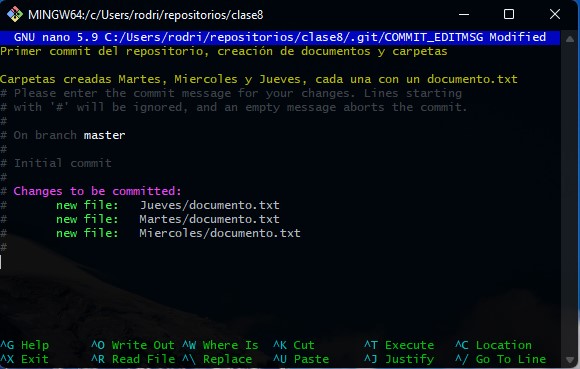 MINGW64:/c/Users/rodri/repositorios/clase8
GNU nano 5.9 C:/Users/rodri/repositorios/clase8/.git/COMMIT_EDITMSG Modified
Primer commit del repositorio, creación de documentos y carpetas
Carpetas creadas Martes, Miercoles y Jueves, cada una con un documento.txt
# Please enter the commit message for your changes. Lines starting
# with '#' will be ignored, and an empty message aborts the commit.
#
# On branch master
#
# Initial commit
#
# Changes to be committed:
#       new file:   Jueves/documento.txt
#       new file:   Martes/documento.txt
#       new file:   Miercoles/documento.txt
#
^G Help ^O Write Out ^W Where Is ^K Cut ^T Execute ^C Location
^X Exit ^R Read File ^\ Replace ^U Paste ^J Justify ^/ Go To Line